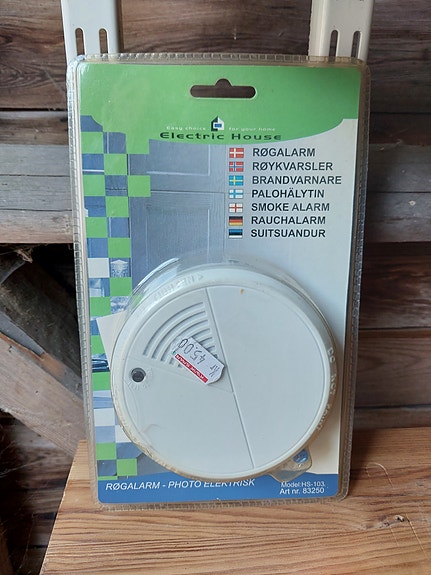 Easy choice for your home
Electric House
RØGALARM
RØYKVARSLER
BRANDVARNARE
PALOHÄLYTIN
SMOKE ALARM
RAUCHALARM
SUITSUANDUR
4500
RØGALARM - PHOTO ELEKTRISK
Model:HS-103
Art nr. 83250